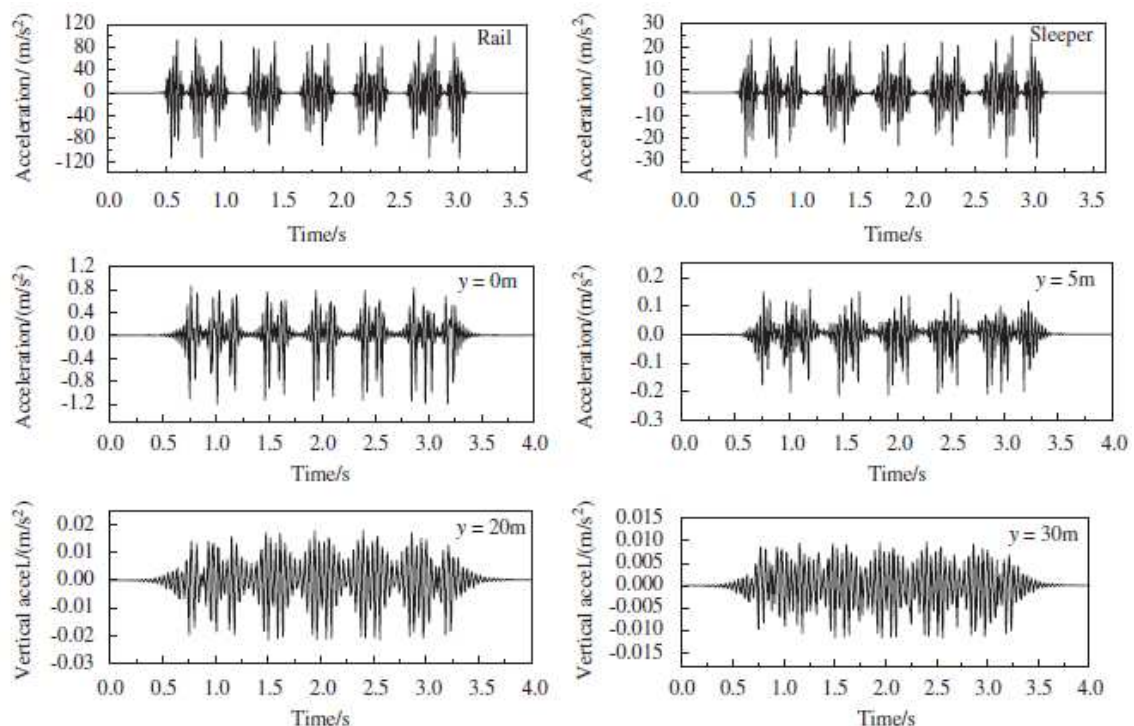 Acceleration/ (m/s²)
120
80
40
0
-40
-80
-120
Rail
0.0 0.5 1.0 1.5 2.0 2.5 3.0 3.5
Time/s
Acceleration/ (m/s²)
30
20
10
0
-10
-20
-30
Sleeper
0.0 0.5 1.0 1.5 2.0 2.5 3.0 3.5
Time/s
Acceleration/(m/s²)
1.2
0.8
0.4
0.0
-0.4
-0.8
-1.2
y = 0m
0.0 0.5 1.0 1.5 2.0 2.5 3.0 3.5 4.0
Time/s
Acceleration/(m/s²)
0.2
0.1
0.0
-0.1
-0.2
-0.3
y = 5m
0.0 0.5 1.0 1.5 2.0 2.5 3.0 3.5 4.0
Time/s
Vertical acceL/(m/s²)
0.02
0.01
0.00
-0.01
-0.02
-0.03
y = 20m
0.0 0.5 1.0 1.5 2.0 2.5 3.0 3.5 4.0
Time/s
Vertical acceL/(m/s²)
0.015
0.010
0.005
0.000
-0.005
-0.010
-0.015
y = 30m
0.0 0.5 1.0 1.5 2.0 2.5 3.0 3.5 4.0
Time/s